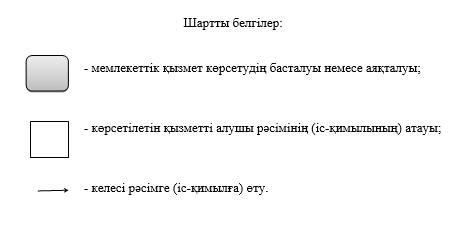 Шартты белгілер:
- мемлекеттік қызмет көрсетудің басталуы немесе аяқталуы;
- көрсетілетін қызметті алушы рәсімінің (іс-қимылының) атауы;
- келесі рәсімге (іс-қимылға) өту.